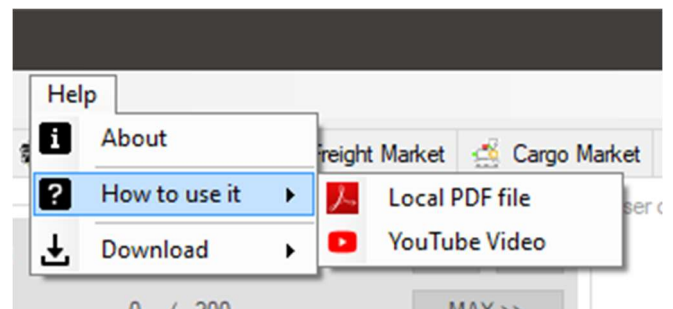 Help
About
Freight Market
Cargo Market
How to use it
Local PDF file
Download
YouTube Video